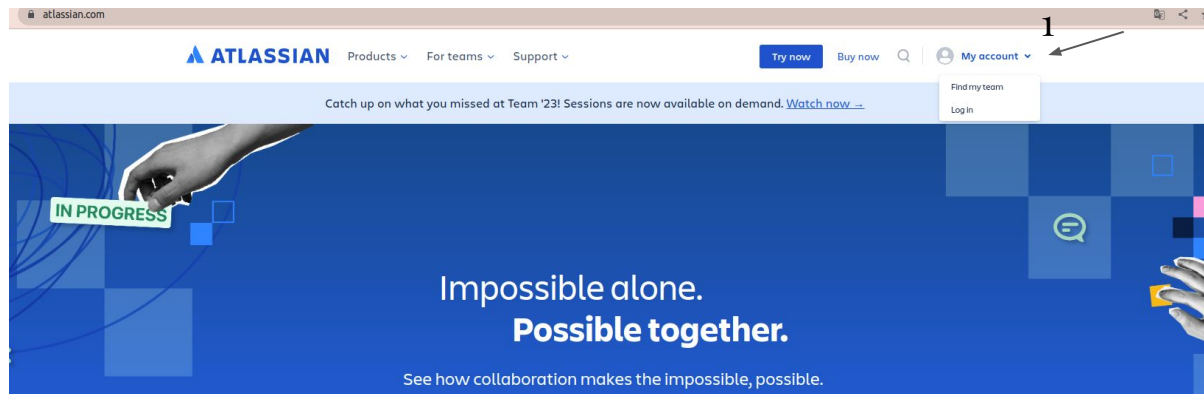 atlassian.com
1
ATLASSIAN Products For teams Support Try now Buy now My account
Find my team
Log in
Catch up on what you missed at Team '23! Sessions are now available on demand. Watch now →
IN PROGRESS
Impossible alone.
Possible together.
See how collaboration makes the impossible, possible.